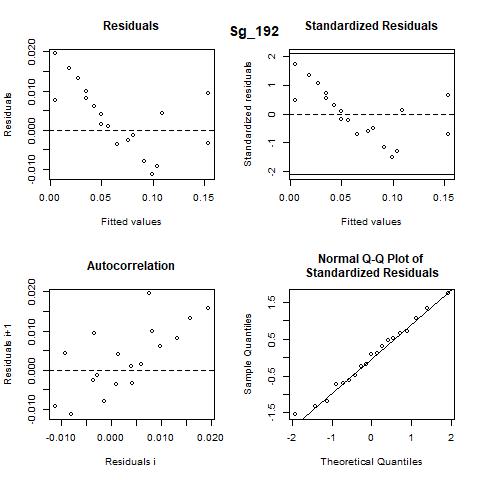 Sg_192
Residuals
Residuals
-0.010 0.000 0.010 0.020
0.00 0.05 0.10 0.15
Fitted values
Standardized Residuals
Standardized residuals
-2 -1 0 1 2
0.00 0.05 0.10 0.15
Fitted values
Autocorrelation
Residuals i+1
-0.010 0.000 0.010 0.020
-0.010 0.000 0.010 0.020
Residuals i
Normal Q-Q Plot of
Standardized Residuals
Sample Quantiles
-1.5 -0.5 0.5 1.5
-2 -1 0 1 2
Theoretical Quantiles